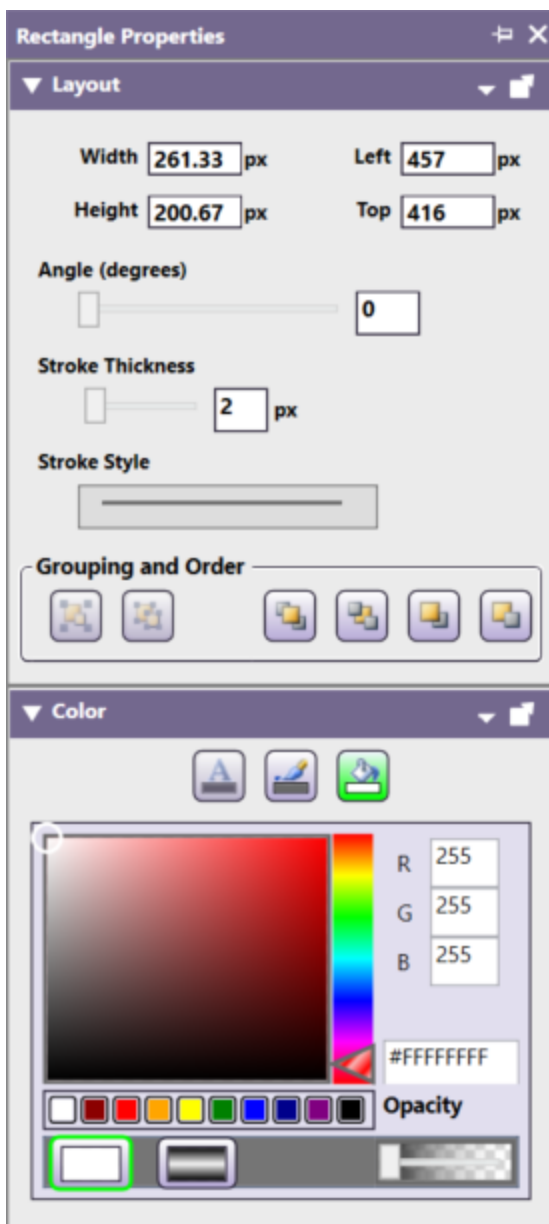 Rectangle Properties
Layout
Width 261.33 px Left 457 px
Height 200.67 px Top 416 px
Angle (degrees)
0
Stroke Thickness
2 px
Stroke Style
Grouping and Order
Color
A
R 255
G 255
B 255
#FFFFFFFF
Opacity